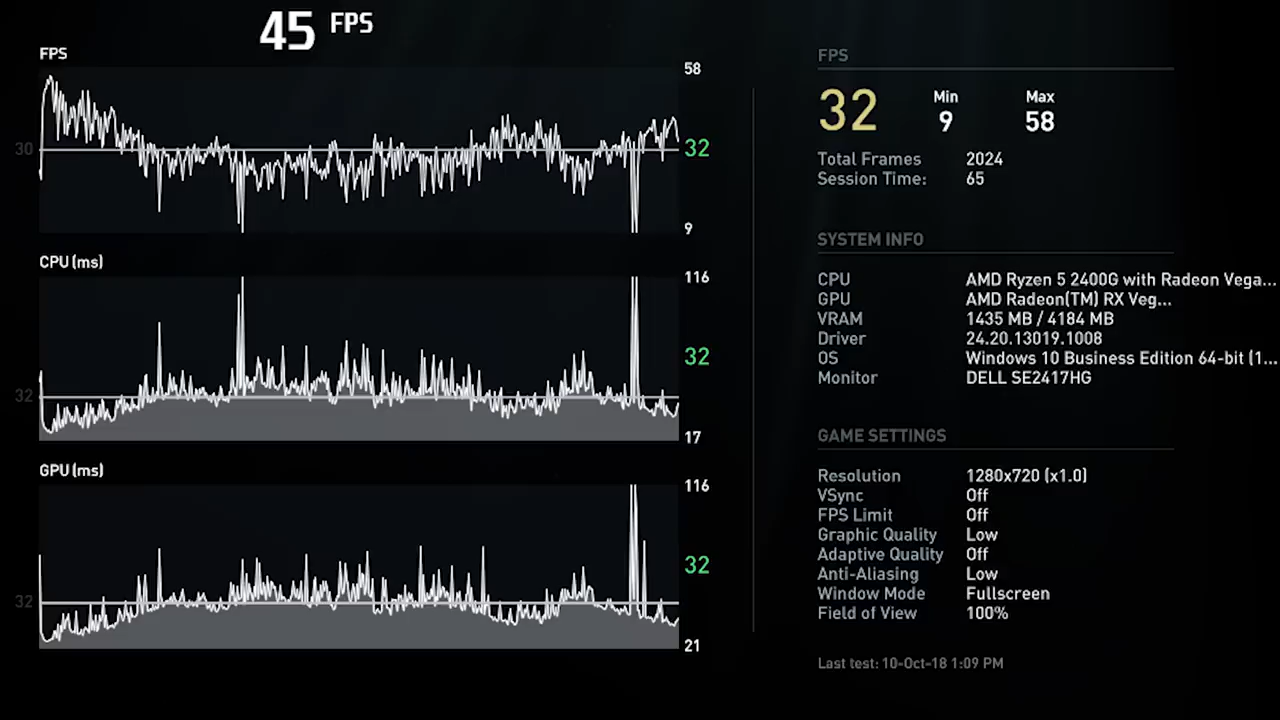 45 FPS
FPS
58
30
32
9
CPU (ms)
116
32
32
17
GPU (ms)
116
32
32
21
FPS
32
Min
Max
9
58
Total Frames 2024
Session Time: 65
SYSTEM INFO
CPU AMD Ryzen 5 2400G with Radeon Vega...
GPU AMD Radeon(TM) RX Veg...
VRAM 1435 MB / 4184 MB
Driver 24.20.13019.1008
OS Windows 10 Business Edition 64-bit (1...
Monitor DELL SE2417HG
GAME SETTINGS
Resolution 1280x720 (x1.0)
VSync Off
FPS Limit Off
Graphic Quality Low
Adaptive Quality Off
Anti-Aliasing Low
Window Mode Fullscreen
Field of View 100%
Last test: 10-Oct-18 1:09 PM